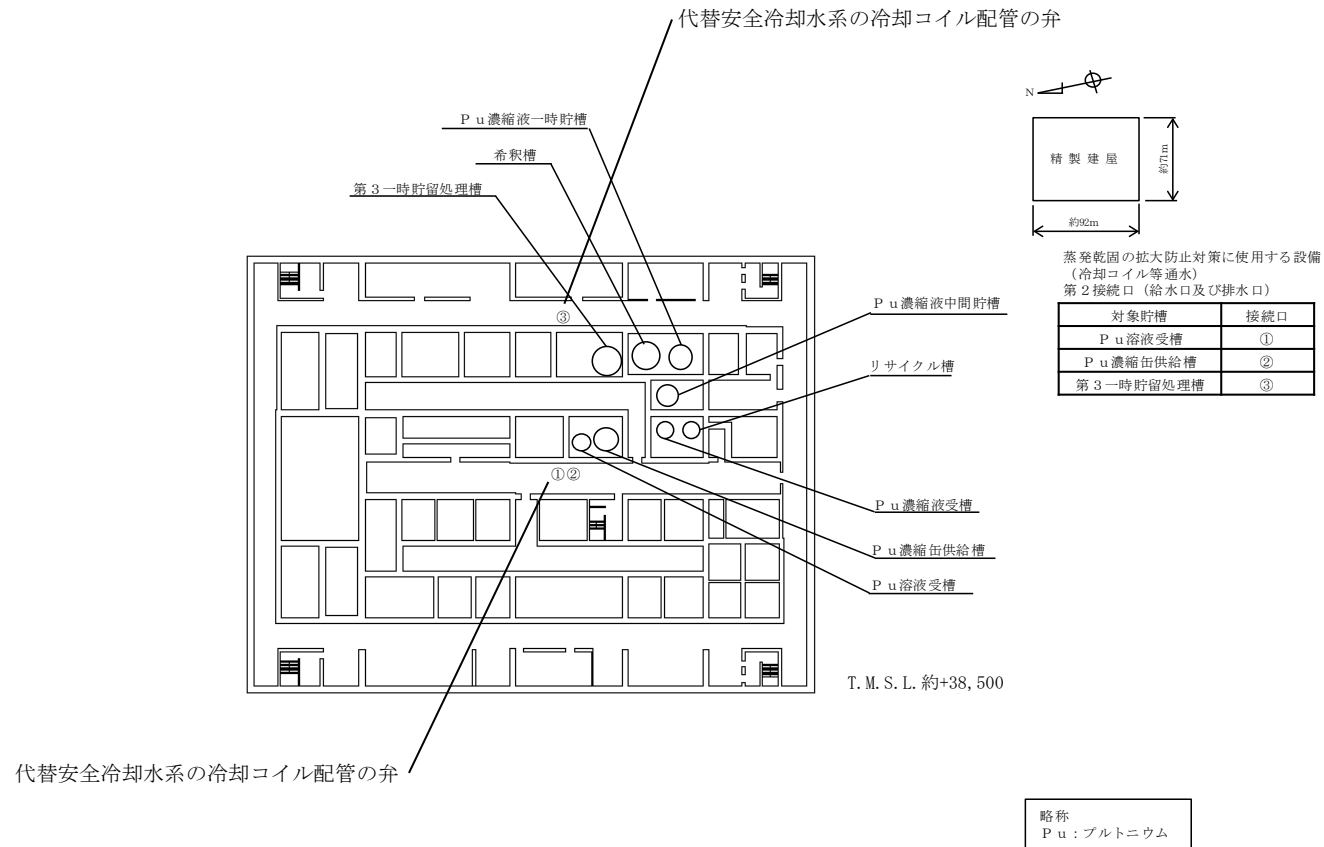 代替安全冷却水系の冷却コイル配管の弁
Ｐｕ濃縮液一時貯槽
希釈槽
第３一時貯留処理槽
N
精製建屋
約71m
約92m
蒸発乾固の拡大防止対策に使用する設備
（冷却コイル等通水）
第２接続口（給水口及び排水口）
対象貯槽 接続口
Ｐｕ溶液受槽 ①
Ｐｕ濃縮缶供給槽 ②
第３一時貯留処理槽 ③
③
Ｐｕ濃縮液中間貯槽
リサイクル槽
①②
Ｐｕ濃縮液受槽
Ｐｕ濃縮缶供給槽
Ｐｕ溶液受槽
T.M.S.L.約+38,500
代替安全冷却水系の冷却コイル配管の弁
略称
Ｐｕ：プルトニウム